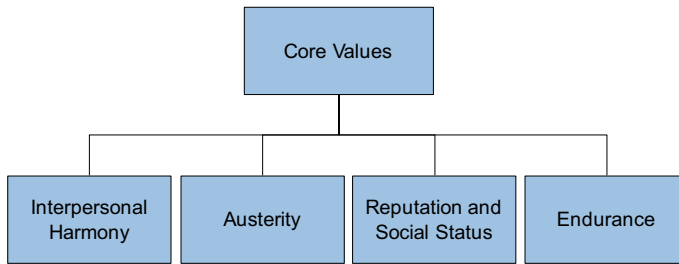 Core Values
Interpersonal
Harmony
Austerity
Reputation and
Social Status
Endurance